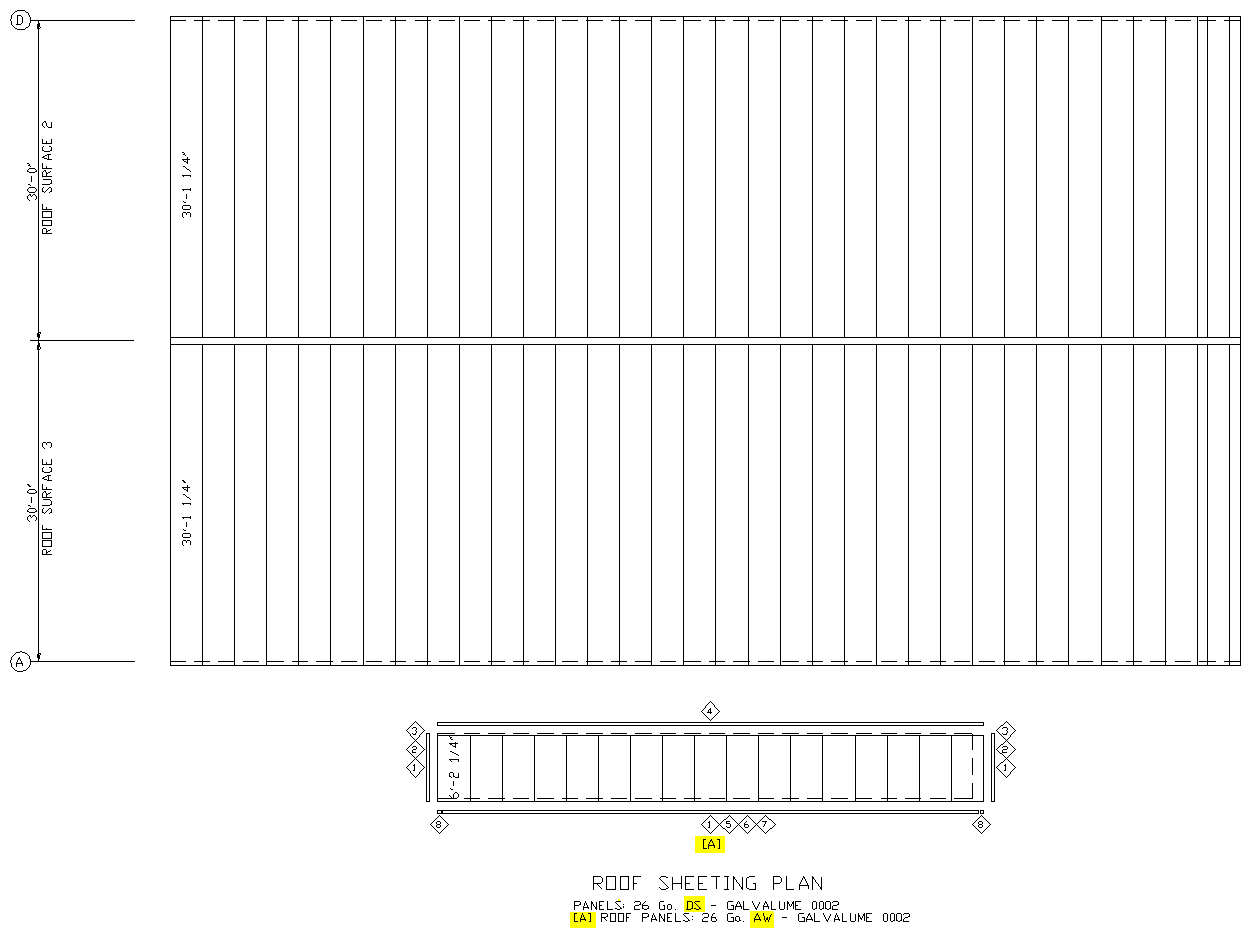 D
30'-0"
ROOF SURFACE 2
30'-1 1/4"
30'-0"
ROOF SURFACE 3
30'-1 1/4"
A
4
3
2
1
6'-2 1/4"
3
2
1
8
1 5 6 7
8
[A]
ROOF SHEETING PLAN
PANELS: 26 Ga. DS - GALVALUME 0002
[A] ROOF PANELS: 26 Ga. AW - GALVALUME 0002